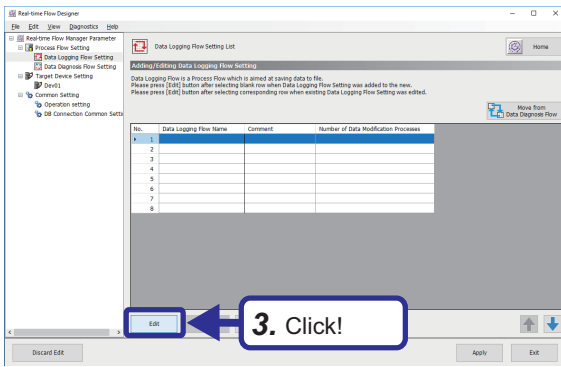 Real-time Flow Designer
File Edit View Diagnostics Help
Real-time Flow Manager Parameter
Process Flow Setting
Data Logging Flow Setting
Data Diagnosis Flow Setting
Target Device Setting
Dev01
Common Setting
Operation setting
DB Connection Common Setti
Data Logging Flow Setting List
Home
Adding/Editing Data Logging Flow Setting
Data Logging Flow is a Process Flow which is aimed at saving data to file.
Please press [Edit] button after selecting blank row when Data Logging Flow Setting was added to the new.
Please press [Edit] button after selecting corresponding row when existing Data Logging Flow Setting was edited.
Move from
Data Diagnosis Flow
No. Data Logging Flow Name Comment Number of Data Modification Processes
1
2
3
4
5
6
7
8
Edit
3. Click!
Discard Edit
Apply
Exit